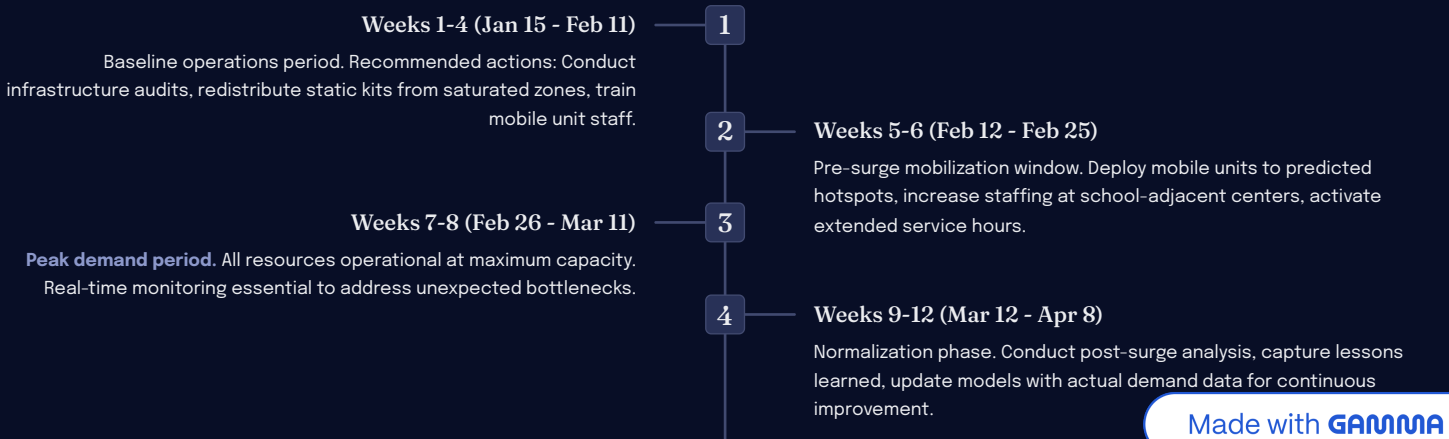 Weeks 1-4 (Jan 15 - Feb 11)
1
Baseline operations period. Recommended actions: Conduct
infrastructure audits, redistribute static kits from saturated zones, train
mobile unit staff.
2
Weeks 5-6 (Feb 12 - Feb 25)
Pre-surge mobilization window. Deploy mobile units to predicted
hotspots, increase staffing at school-adjacent centers, activate
extended service hours.
Weeks 7-8 (Feb 26 - Mar 11)
3
Peak demand period. All resources operational at maximum capacity.
Real-time monitoring essential to address unexpected bottlenecks.
4
Weeks 9-12 (Mar 12 - Apr 8)
Normalization phase. Conduct post-surge analysis, capture lessons
learned, update models with actual demand data for continuous
improvement.
Made with GAMMA